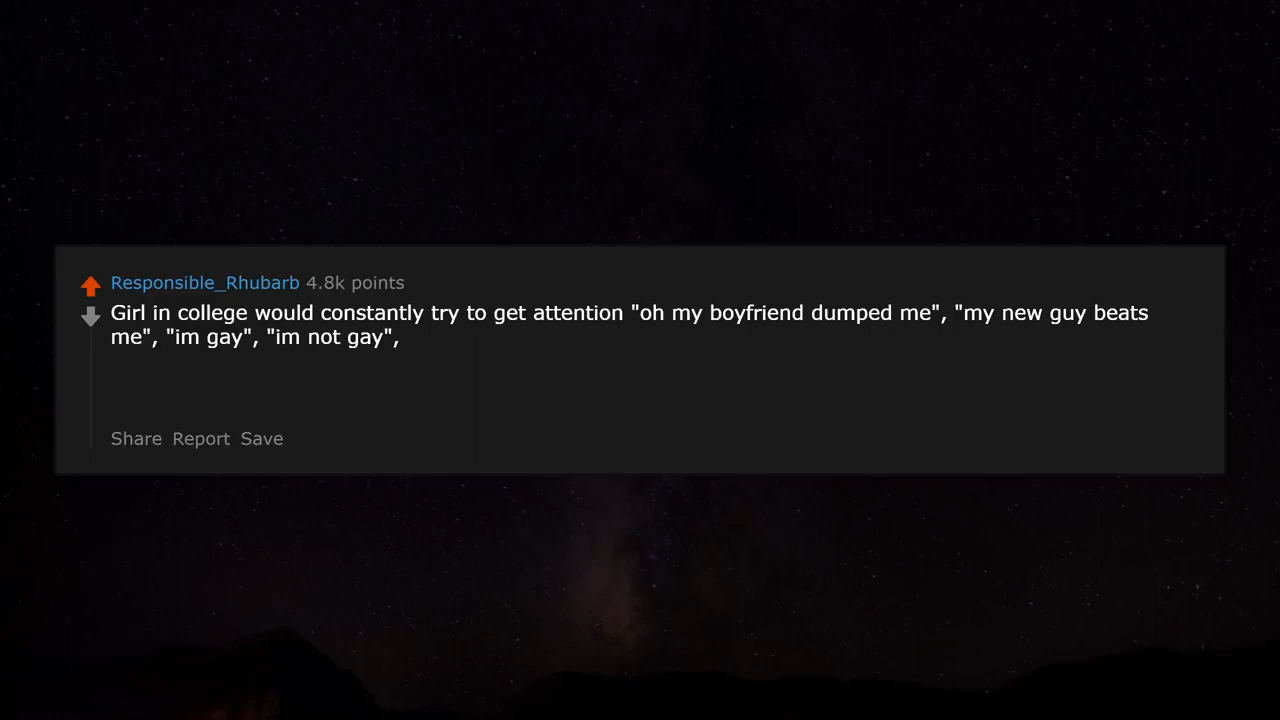 Responsible_Rhubarb 4.8k points
Girl in college would constantly try to get attention "oh my boyfriend dumped me", "my new guy beats
me", "im gay", "im not gay",
Share Report Save